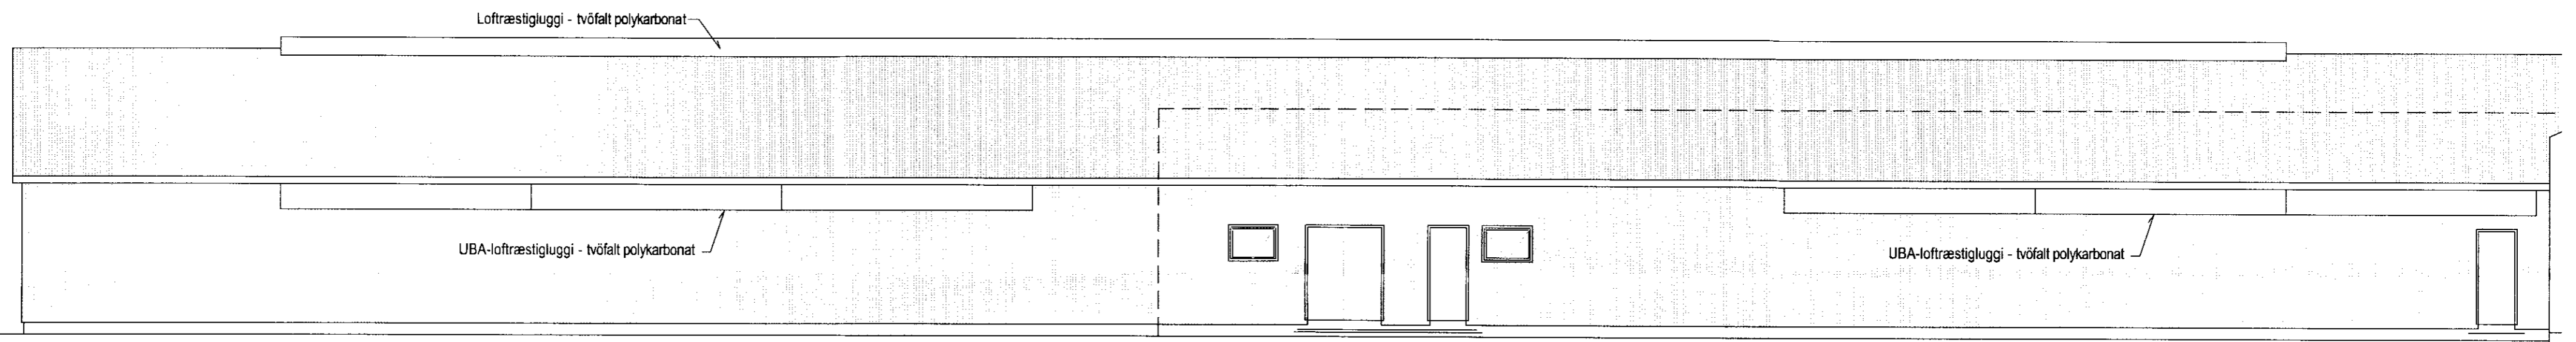 Loftræstigluggi - tvöfalt polykarbonat
UBA-loftræstigluggi - tvöfalt polykarbonat
UBA-loftræstigluggi - tvöfalt polykarbonat